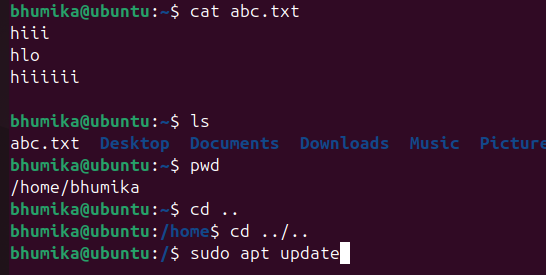 bhumika@ubuntu:~$ cat abc.txt
hiii
hlo
hiiiiii
bhumika@ubuntu:~$ ls
abc.txt  Desktop  Documents  Downloads  Music  Picture
bhumika@ubuntu:~$ pwd
/home/bhumika
bhumika@ubuntu:~$ cd ..
bhumika@ubuntu:/home$ cd ../..
bhumika@ubuntu:/$ sudo apt update